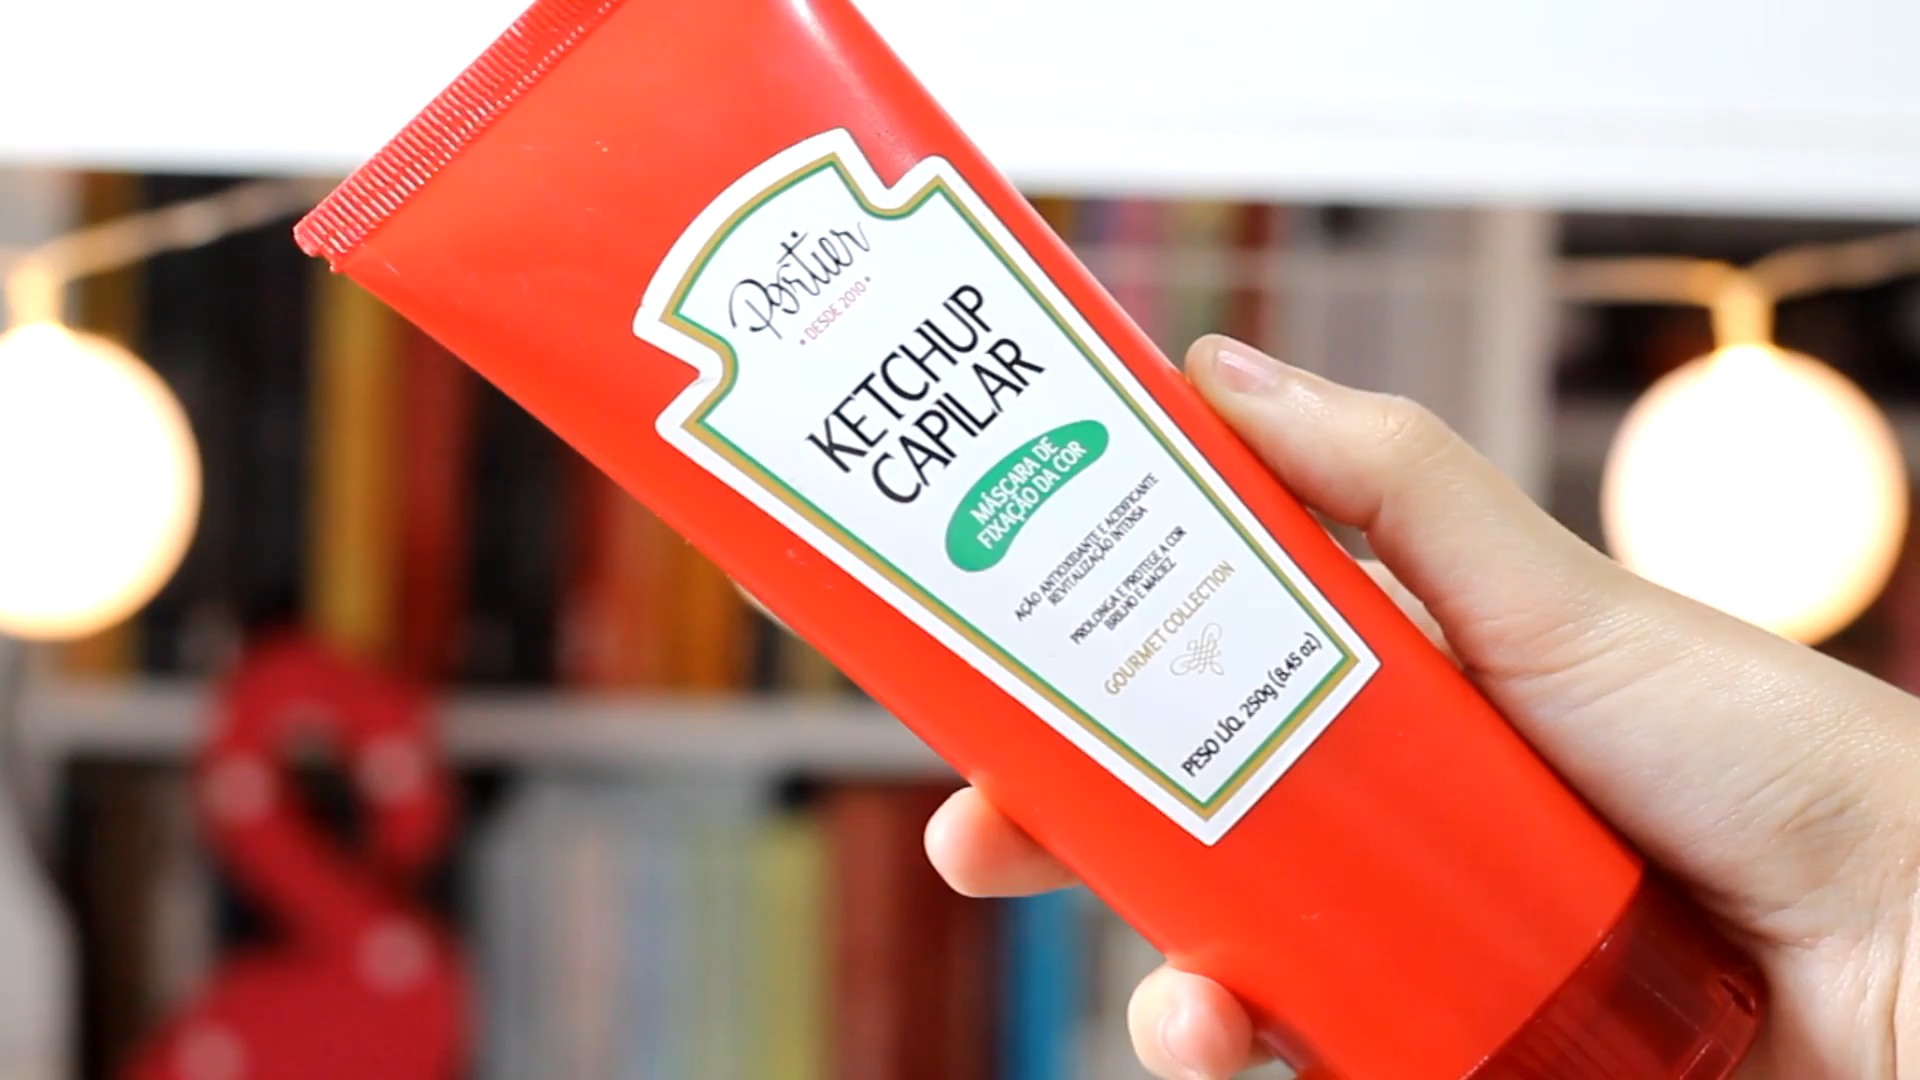 Portier
• DESDE 2010 •
KETCHUP
CAPILAR
MÁSCARA DE
FIXAÇÃO DA COR
AÇÃO ANTIOXIDANTE E ACIDIFICANTE
REVITALIZAÇÃO INTENSA
PROLONGA E PROTEGE A COR
BRILHO E MACIEZ
GOURMET COLLECTION
PESO LÍQ. 250g (8.45 oz)